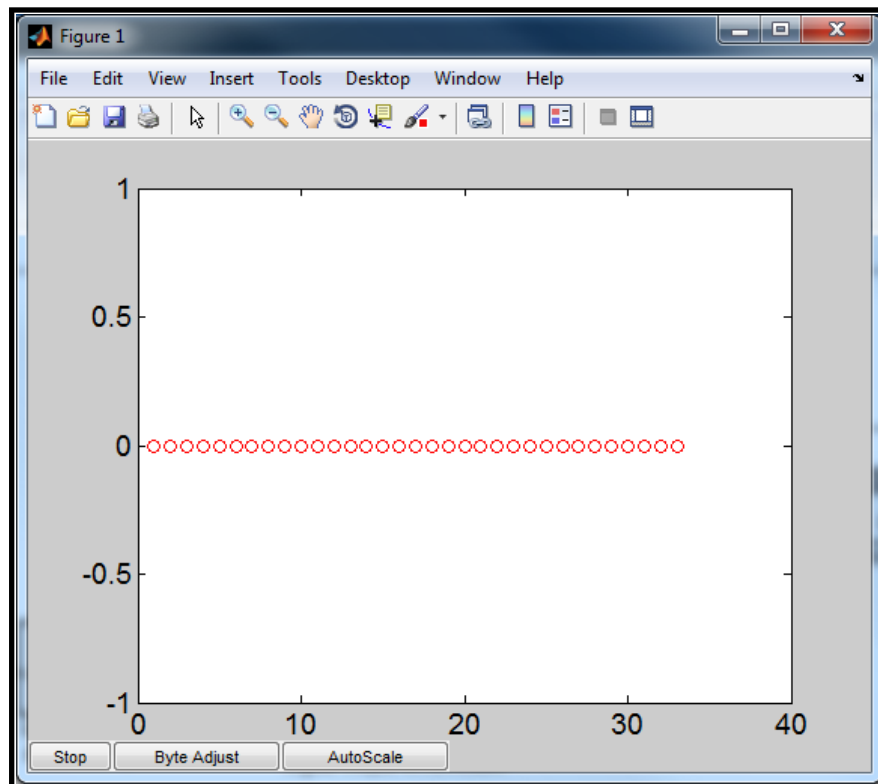 Figure 1
File Edit View Insert Tools Desktop Window Help
1
0.5
0
-0.5
-1
0 10 20 30 40
Stop Byte Adjust AutoScale